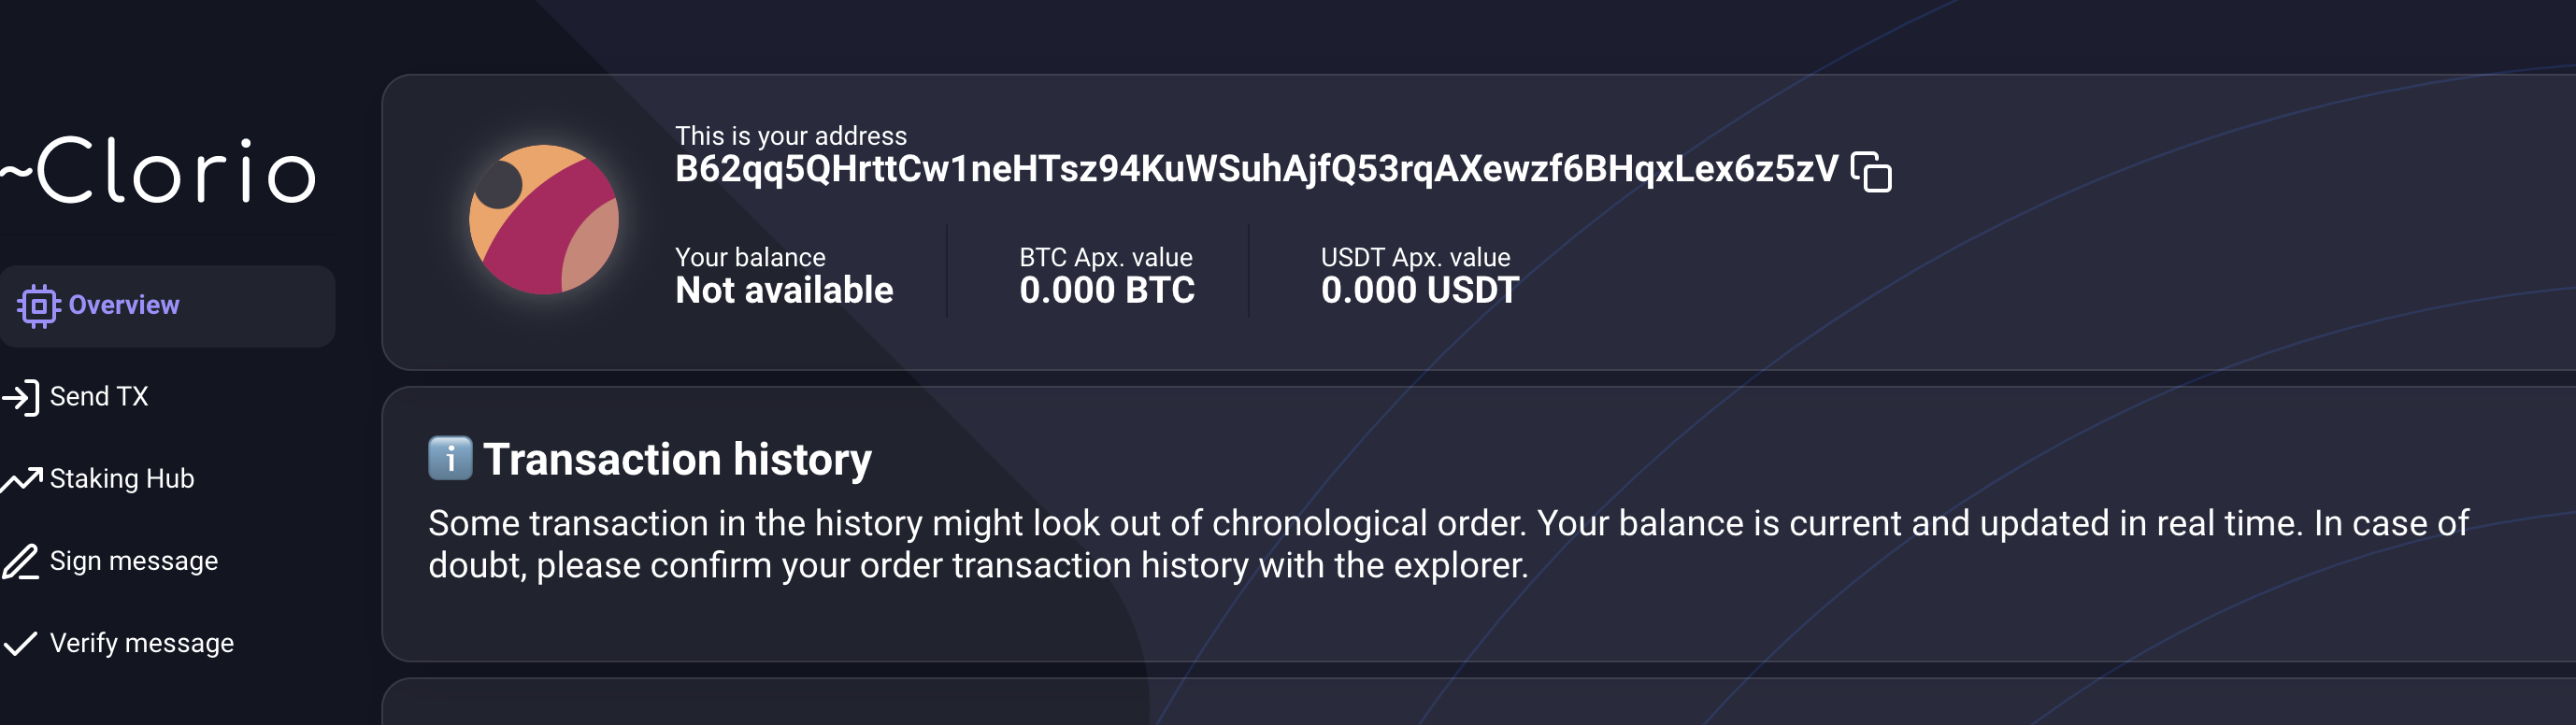 ~Clorio
Overview
Send TX
Staking Hub
Sign message
Verify message
This is your address
B62qq5QHrttCw1neHTsz94KuWSuhAjfQ53rqAXewzf6BHqxLex6z5zV
Your balance
Not available
BTC Apx. value
0.000 BTC
USDT Apx. value
0.000 USDT
ℹ️ Transaction history
Some transaction in the history might look out of chronological order. Your balance is current and updated in real time. In case of
doubt, please confirm your order transaction history with the explorer.